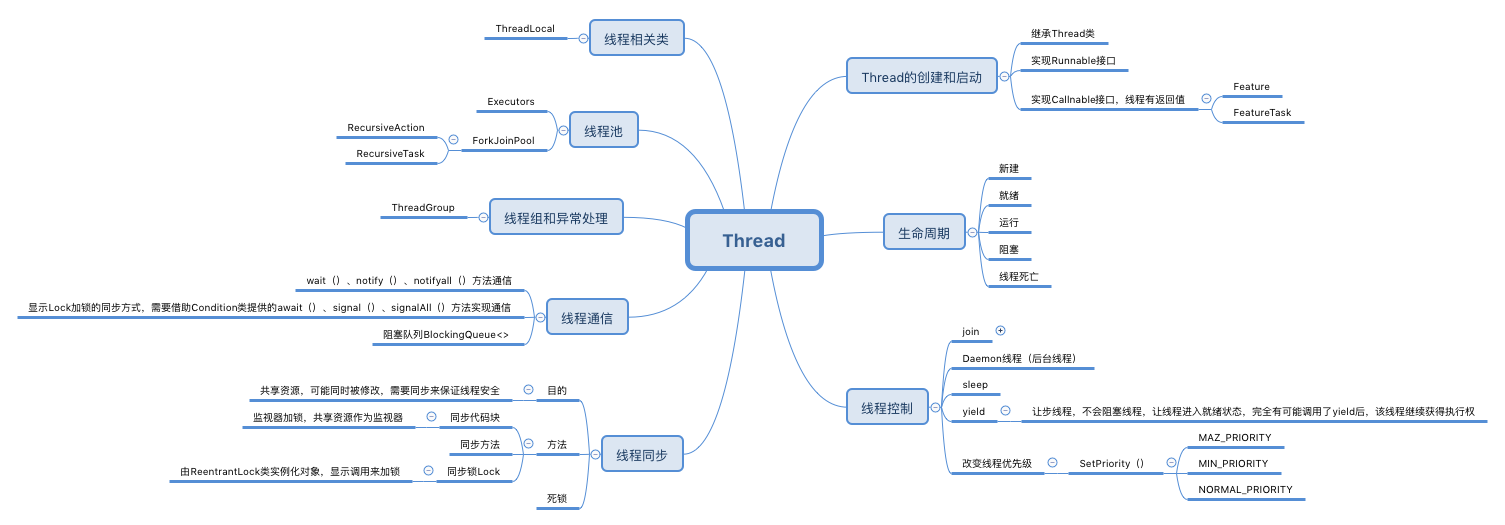 Thread
线程相关类
ThreadLocal
线程池
Executors
ForkJoinPool
RecursiveAction
RecursiveTask
线程组和异常处理
ThreadGroup
线程通信
wait（）、notify（）、notifyall（）方法通信
显示Lock加锁的同步方式，需要借助Condition类提供的await（）、signal（）、signalAll（）方法实现通信
阻塞队列BlockingQueue<>
线程同步
目的
共享资源，可能同时被修改，需要同步来保证线程安全
方法
同步代码块
监视器加锁，共享资源作为监视器
同步方法
同步锁Lock
由ReentrantLock类实例化对象，显示调用来加锁
死锁
Thread的创建和启动
继承Thread类
实现Runnable接口
实现Callnable接口，线程有返回值
Feature
FeatureTask
生命周期
新建
就绪
运行
阻塞
线程死亡
线程控制
join
Daemon线程（后台线程）
sleep
yield
让步线程，不会阻塞线程，让线程进入就绪状态，完全有可能调用了yield后，该线程继续获得执行权
改变线程优先级
SetPriority（）
MAZ_PRIORITY
MIN_PRIORITY
NORMAL_PRIORITY